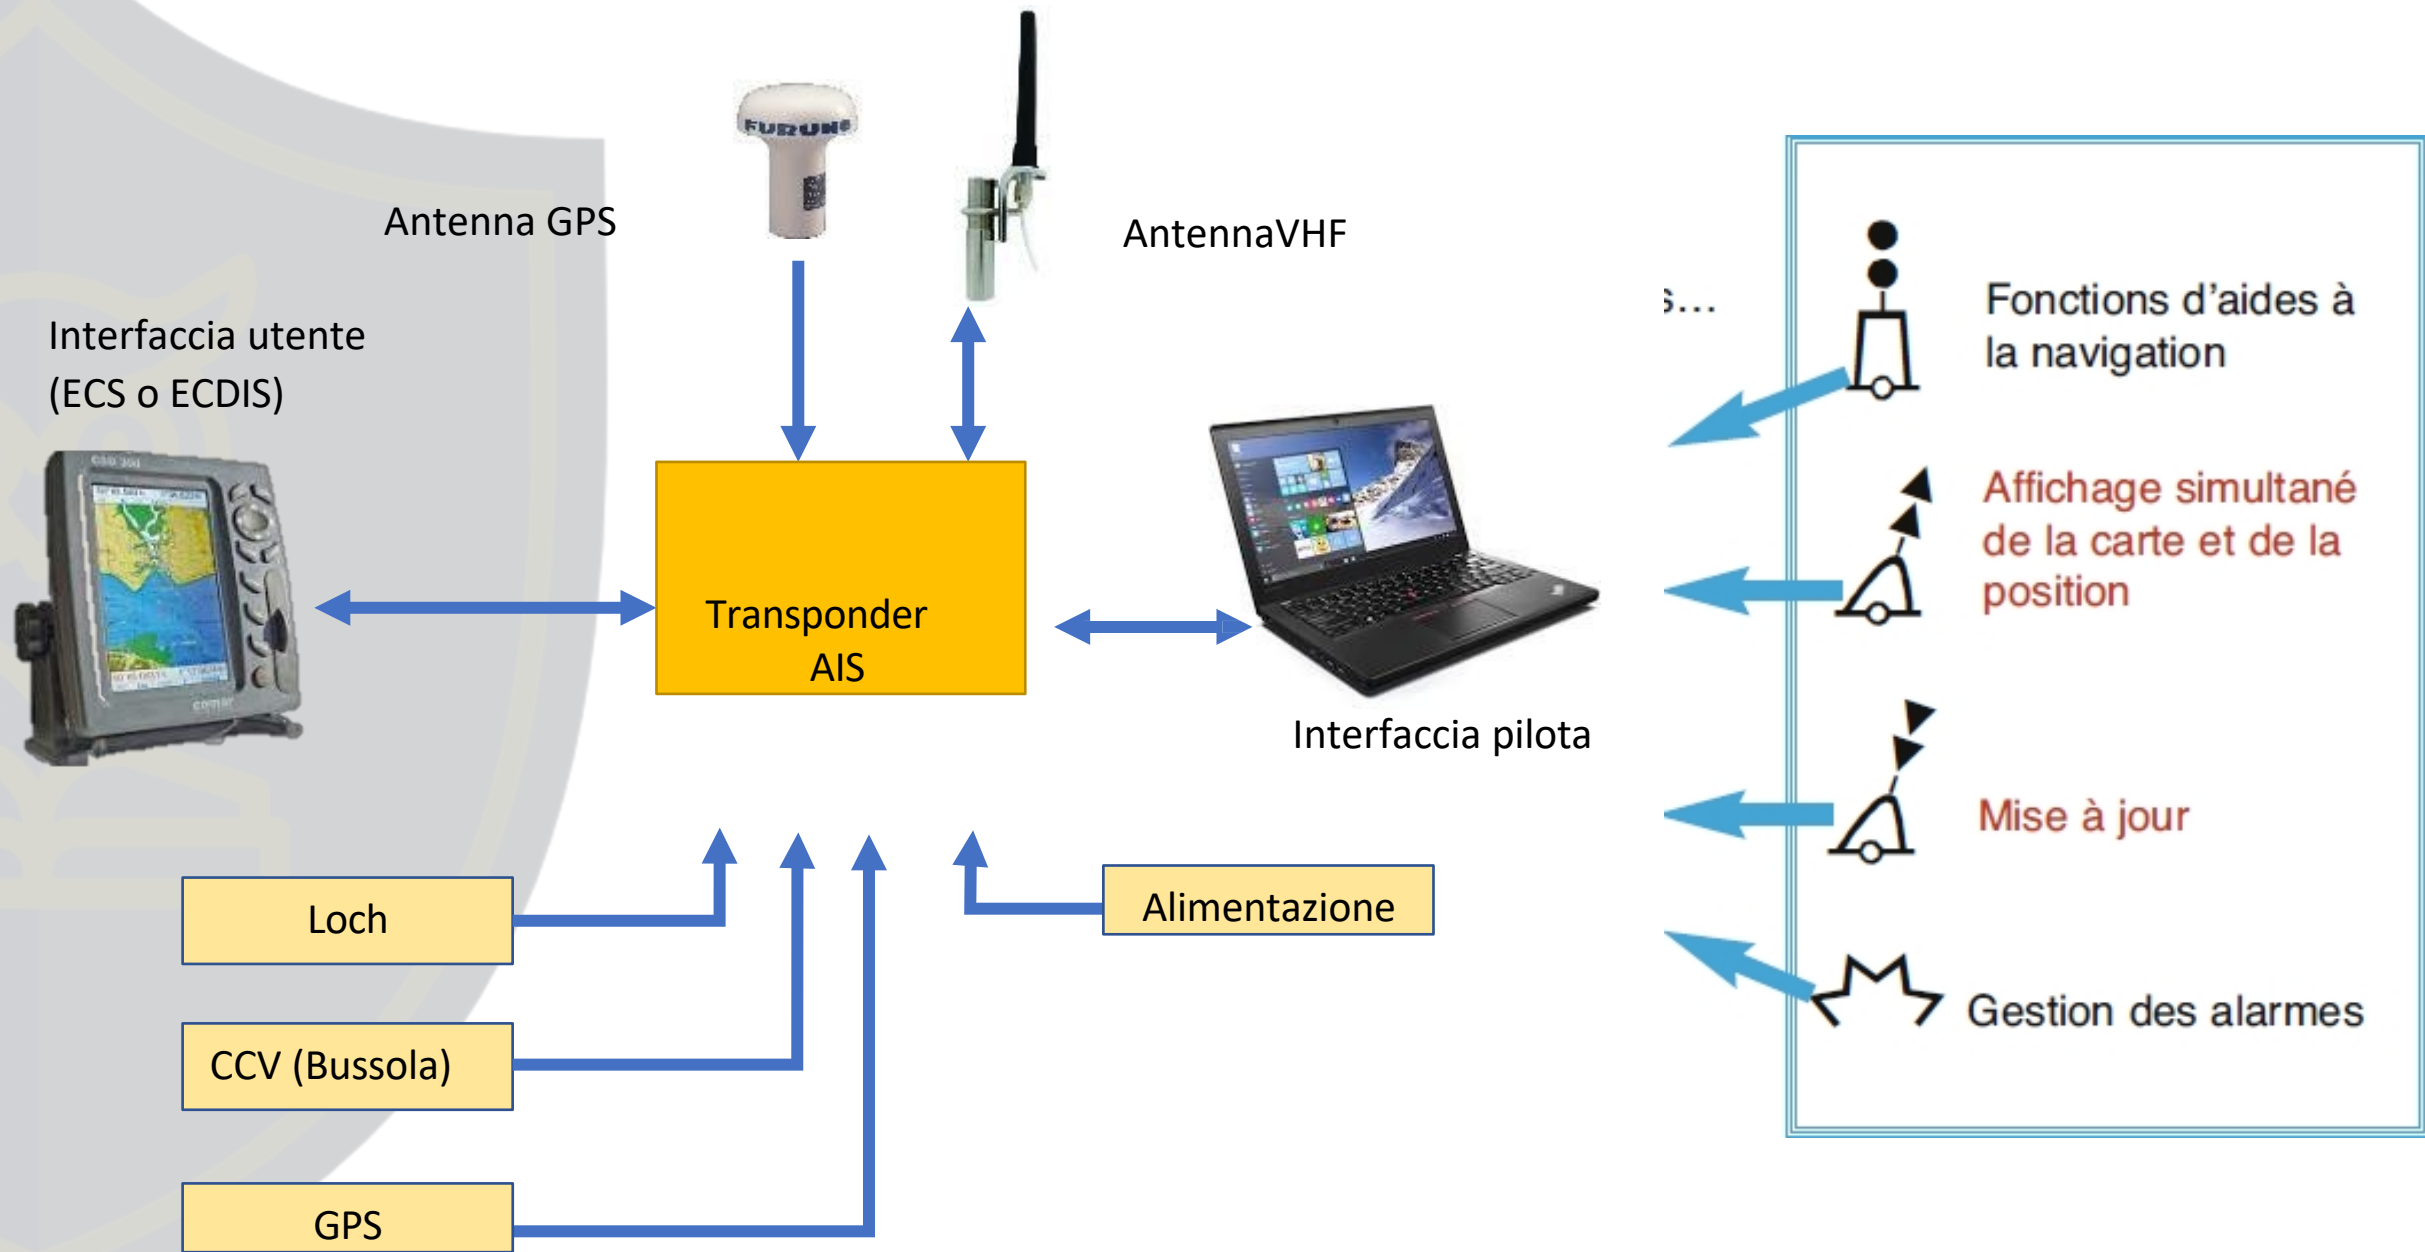 FURUNO
Antenna GPS
AntennaVHF
Interfaccia utente
(ECS o ECDIS)
Transponder
AIS
Interfaccia pilota
Loch
CCV (Bussola)
GPS
Alimentazione
s...
Fonctions d'aides à
la navigation
Affichage simultané
de la carte et de la
position
Mise à jour
Gestion des alarmes